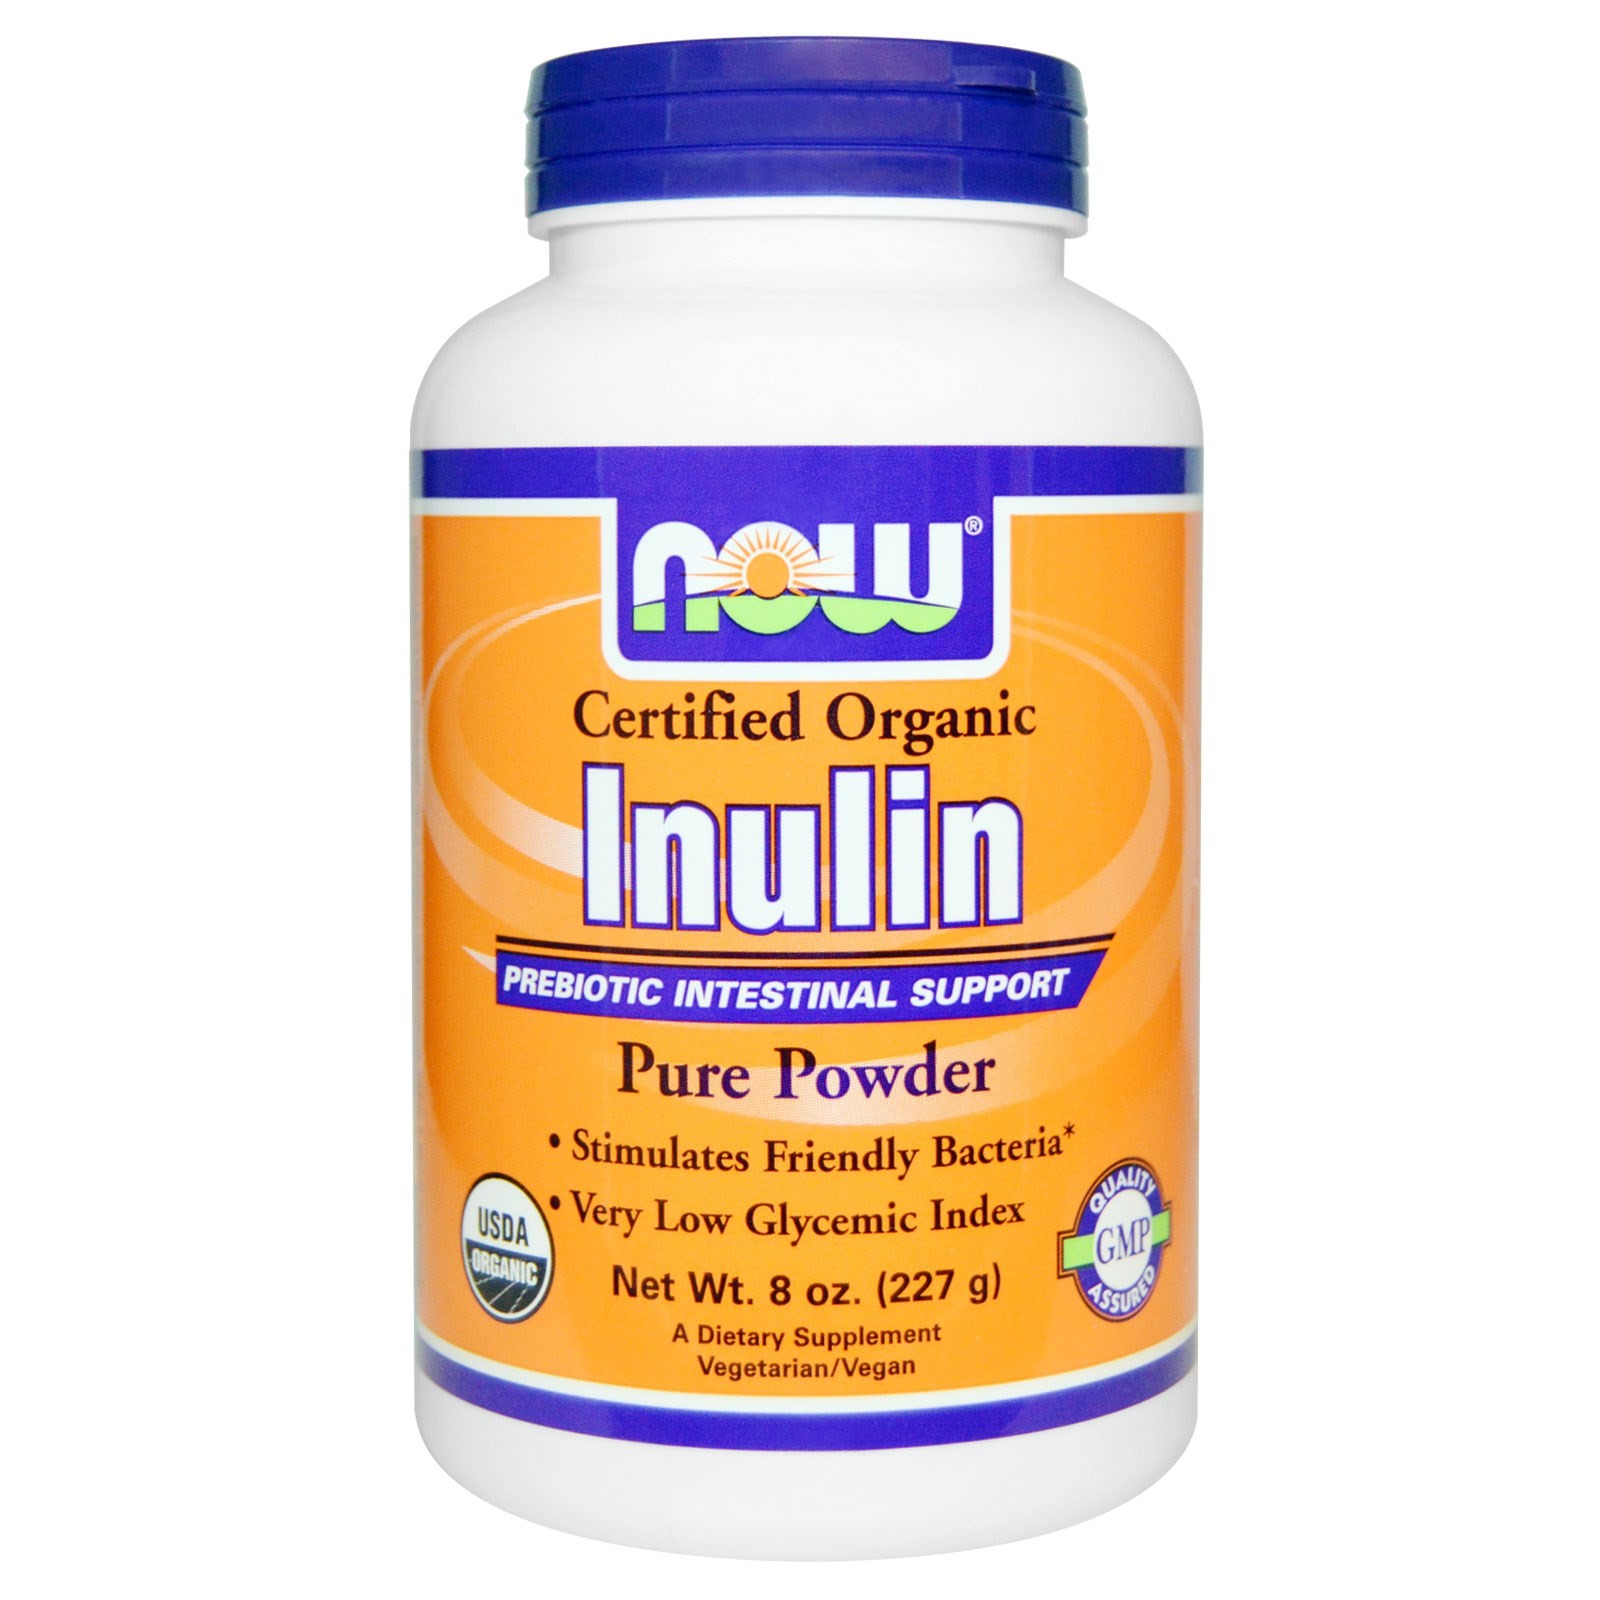 now®
Certified Organic
Inulin
PREBIOTIC INTESTINAL SUPPORT
Pure Powder
• Stimulates Friendly Bacteria*
• Very Low Glycemic Index
USDA
ORGANIC
QUALITY
GMP
ASSURED
Net Wt. 8 oz. (227 g)
A Dietary Supplement
Vegetarian/Vegan